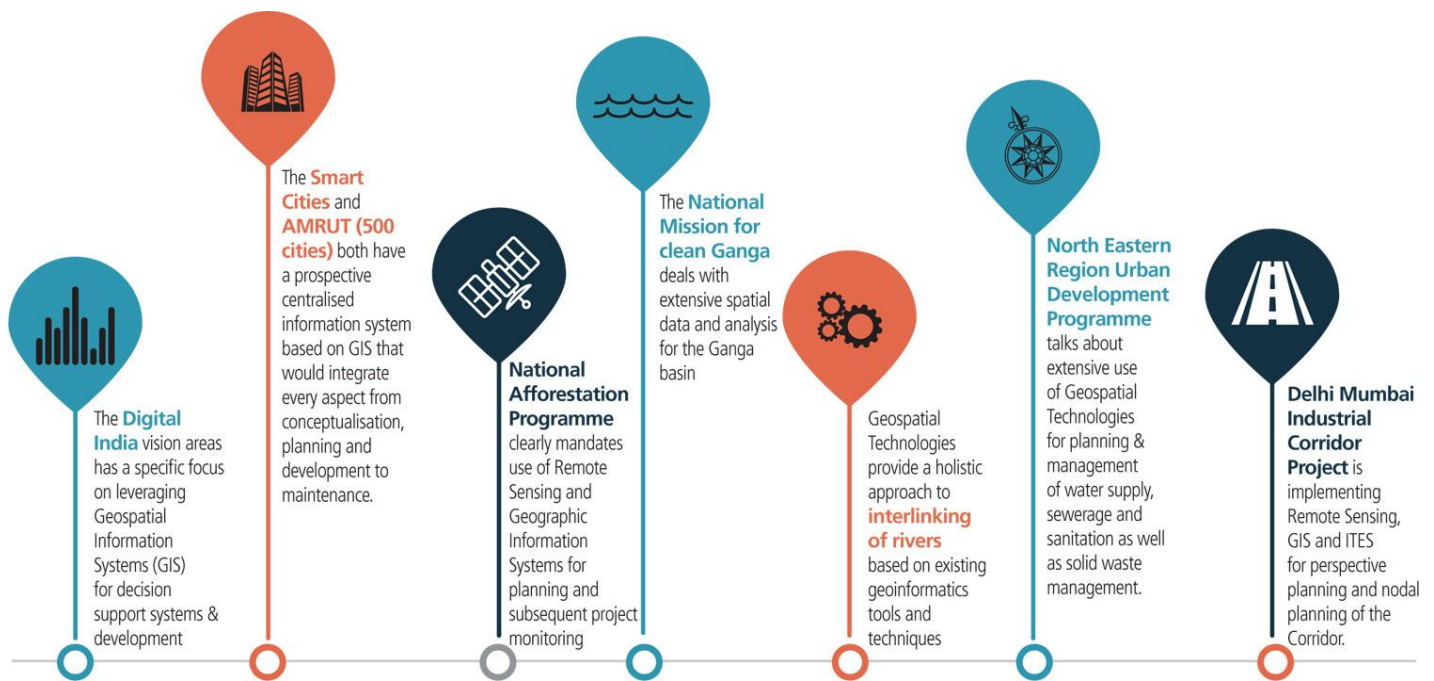 The Digital
India vision areas
has a specific focus
on leveraging
Geospatial
Information
Systems (GIS)
for decision
support systems &
development
The Smart
Cities and
AMRUT (500
cities) both have
a prospective
centralised
information system
based on GIS that
would integrate
every aspect from
conceptualisation,
planning and
development to
maintenance.
National
Afforestation
Programme
clearly mandates
use of Remote
Sensing and
Geographic
Information
Systems for
planning and
subsequent project
monitoring
The National
Mission for
clean Ganga
deals with
extensive spatial
data and analysis
for the Ganga
basin
Geospatial
Technologies
provide a holistic
approach to
interlinking
of rivers
based on existing
geoinformatics
tools and
techniques
North Eastern
Region Urban
Development
Programme
talks about
extensive use
of Geospatial
Technologies
for planning &
management
of water supply,
sewerage and
sanitation as well
as solid waste
management.
Delhi Mumbai
Industrial
Corridor
Project is
implementing
Remote Sensing,
GIS and ITES
for perspective
planning and nodal
planning of the
Corridor.